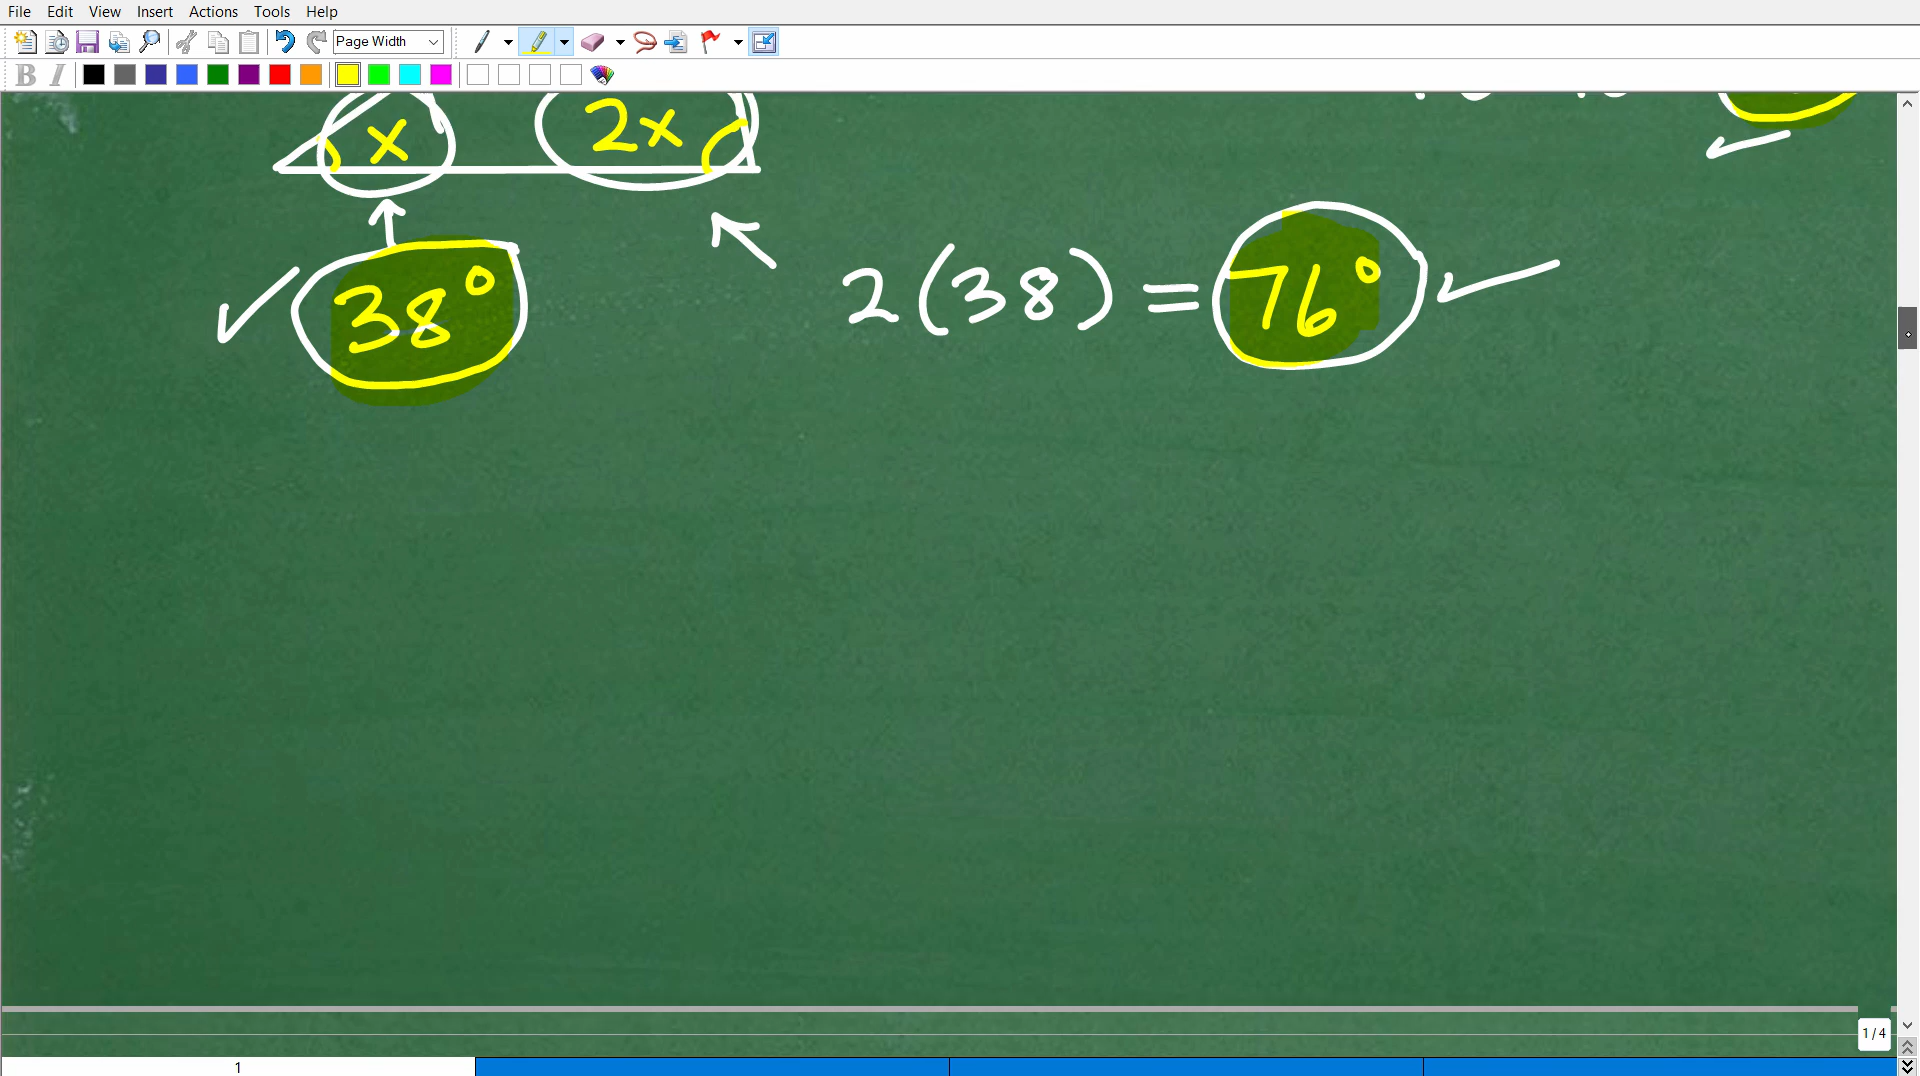 File Edit View Insert Actions Tools Help
Page Width
B I
x 2x
38° 2(38) = 76°
1 / 4
1